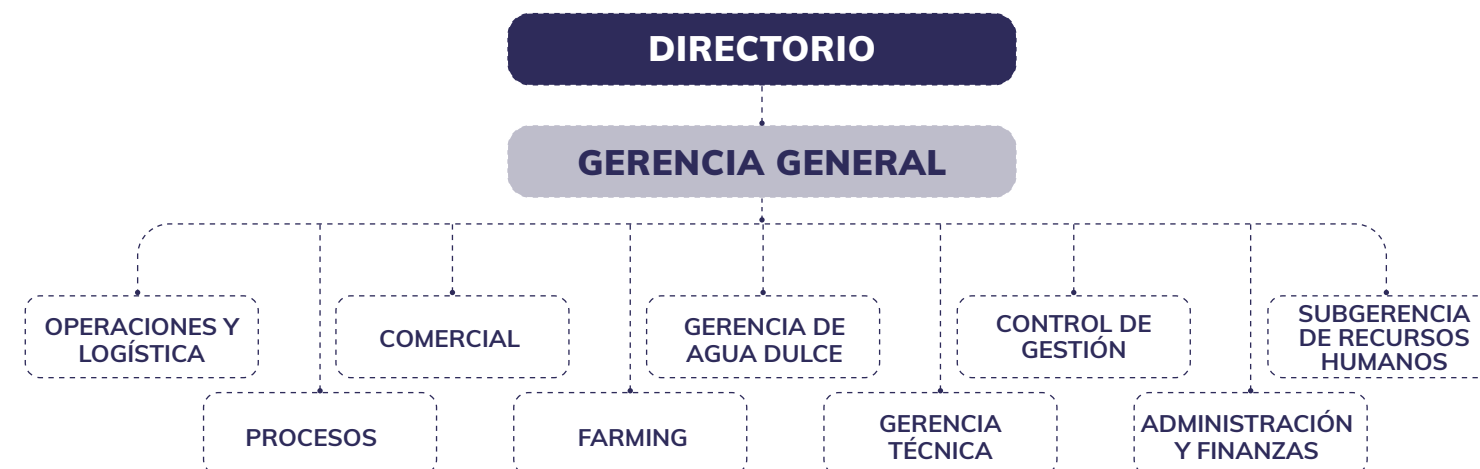 DIRECTORIO
GERENCIA GENERAL
OPERACIONES Y
LOGÍSTICA
COMERCIAL
GERENCIA DE
AGUA DULCE
CONTROL DE
GESTIÓN
SUBGERENCIA
DE RECURSOS
HUMANOS
PROCESOS
FARMING
GERENCIA
TÉCNICA
ADMINISTRACIÓN
Y FINANZAS